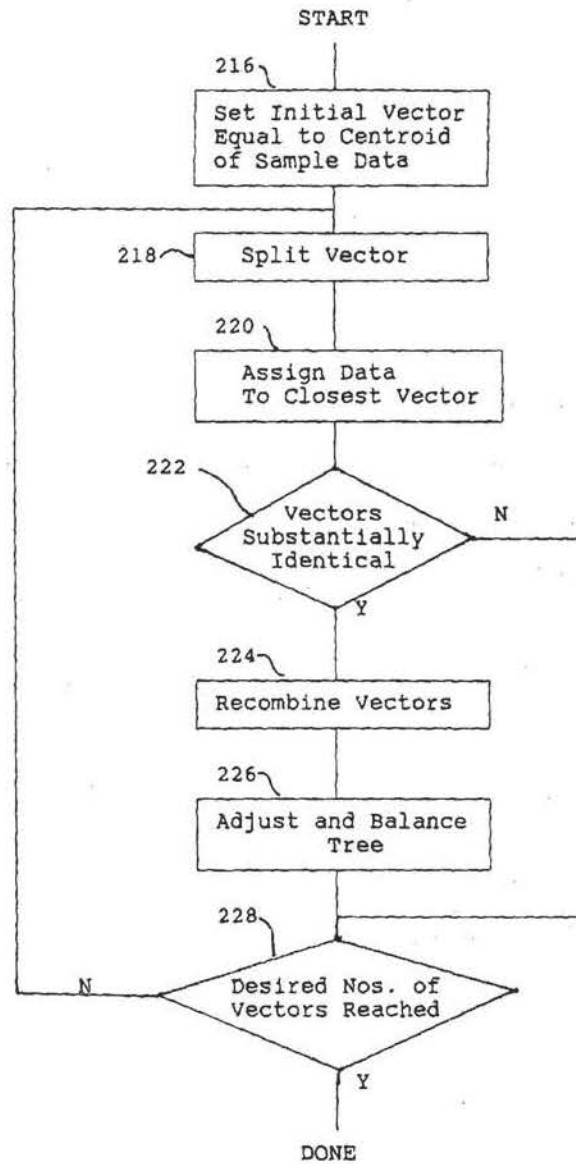 START
216
Set Initial Vector
Equal to Centroid
of Sample Data
218
Split Vector
220
Assign Data
To Closest Vector
222
Vectors
Substantially
Identical
N
Y
224
Recombine Vectors
226
Adjust and Balance
Tree
228
Desired Nos. of
Vectors Reached
N
Y
DONE